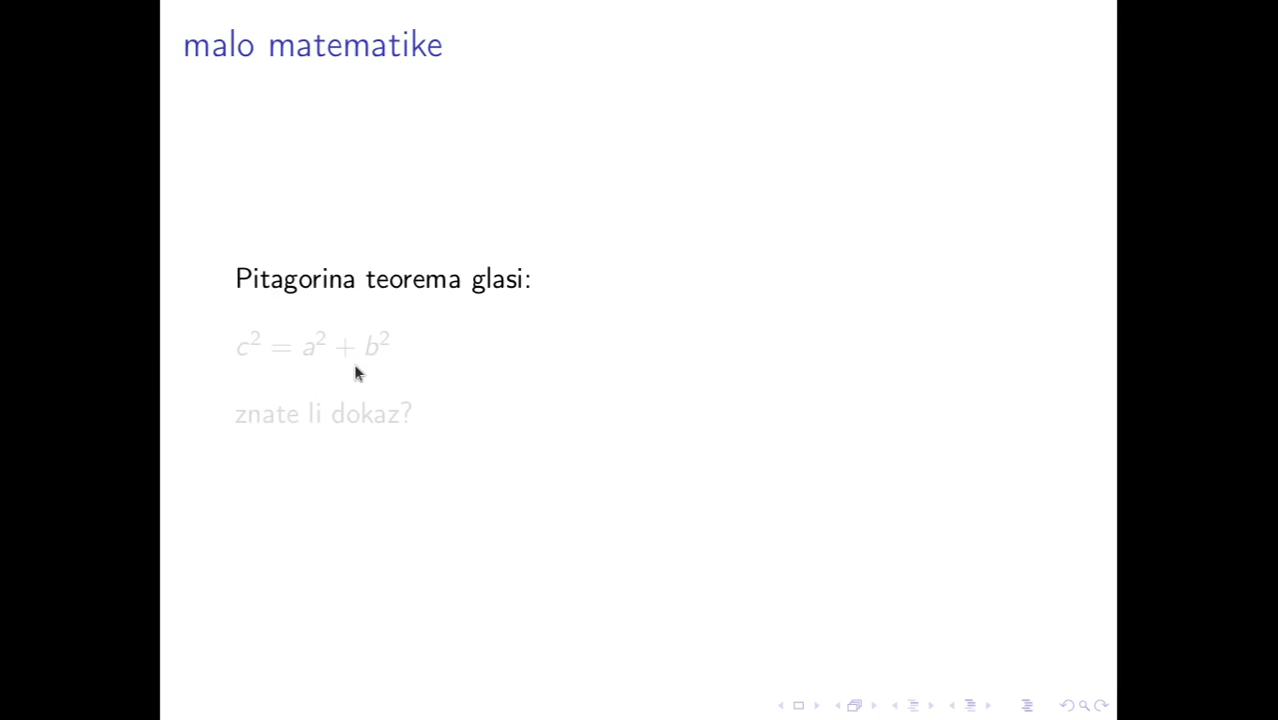 malo matematike
Pitagorina teorema glasi:
c² = a² + b²
znate li dokaz?